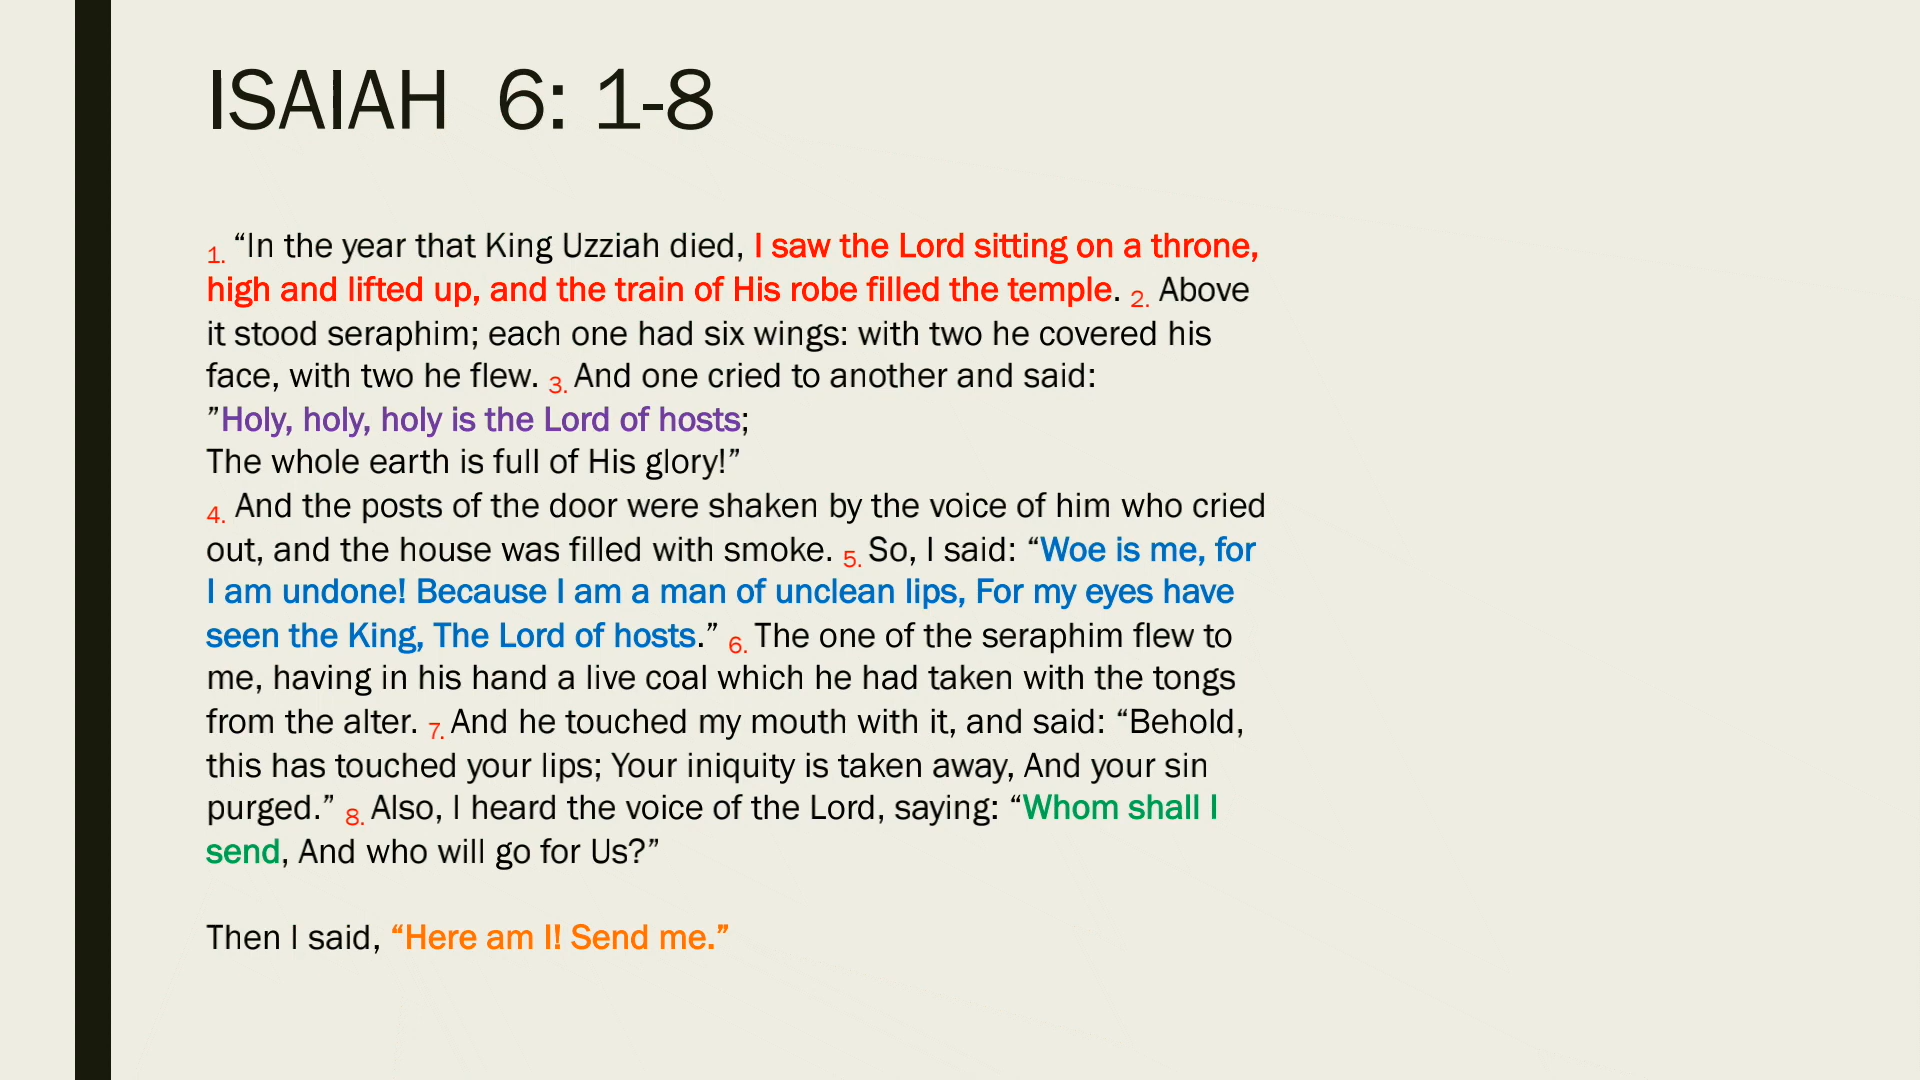 ISAIAH 6: 1-8
1. “In the year that King Uzziah died, I saw the Lord sitting on a throne,
high and lifted up, and the train of His robe filled the temple. 2. Above
it stood seraphim; each one had six wings: with two he covered his
face, with two he flew. 3. And one cried to another and said:
”Holy, holy, holy is the Lord of hosts;
The whole earth is full of His glory!”
4. And the posts of the door were shaken by the voice of him who cried
out, and the house was filled with smoke. 5. So, I said: “Woe is me, for
I am undone! Because I am a man of unclean lips, For my eyes have
seen the King, The Lord of hosts.” 6. The one of the seraphim flew to
me, having in his hand a live coal which he had taken with the tongs
from the alter. 7. And he touched my mouth with it, and said: “Behold,
this has touched your lips; Your iniquity is taken away, And your sin
purged.” 8. Also, I heard the voice of the Lord, saying: “Whom shall I
send, And who will go for Us?”
Then I said, “Here am I! Send me.”